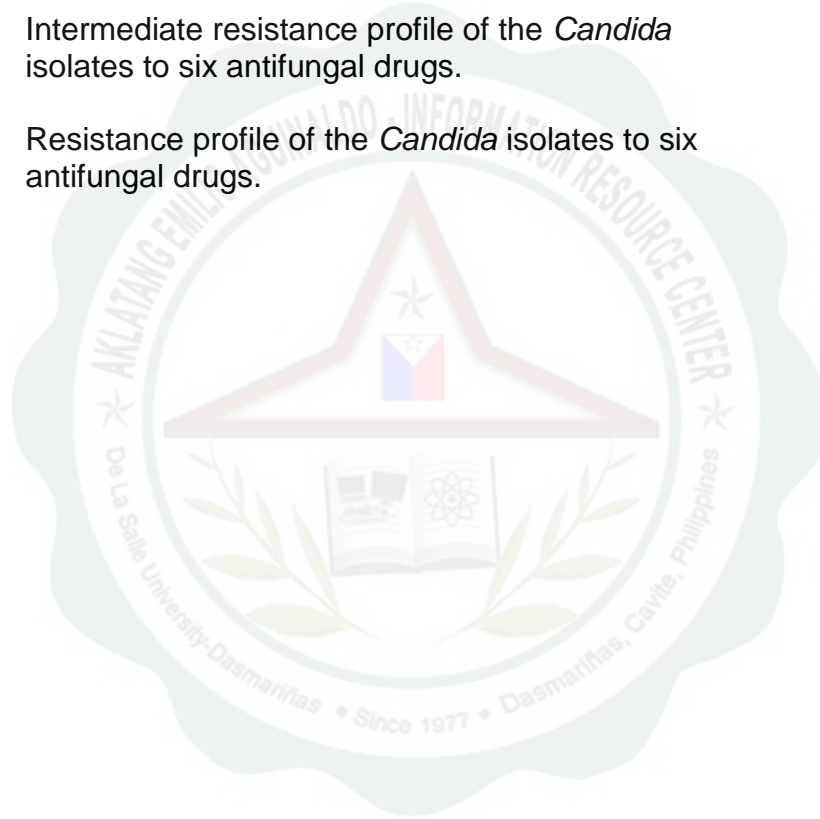 Intermediate resistance profile of the Candida
isolates to six antifungal drugs.
Resistance profile of the Candida isolates to six
antifungal drugs.
AKLATANG EMILIO AGUINALDO - INFORMATION RESOURCE CENTER
De La Salle University-Dasmariñas • Since 1977 • Dasmariñas, Cavite, Philippines